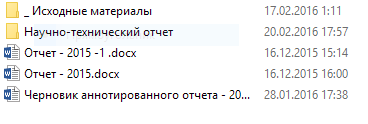 _ Исходные материалы 17.02.2016 1:11
Научно-технический отчет 20.02.2016 17:57
Отчет - 2015 -1 .docx 16.12.2015 15:14
Отчет - 2015.docx 16.12.2015 16:00
Черновик аннотированного отчета - 20... 28.01.2016 17:38